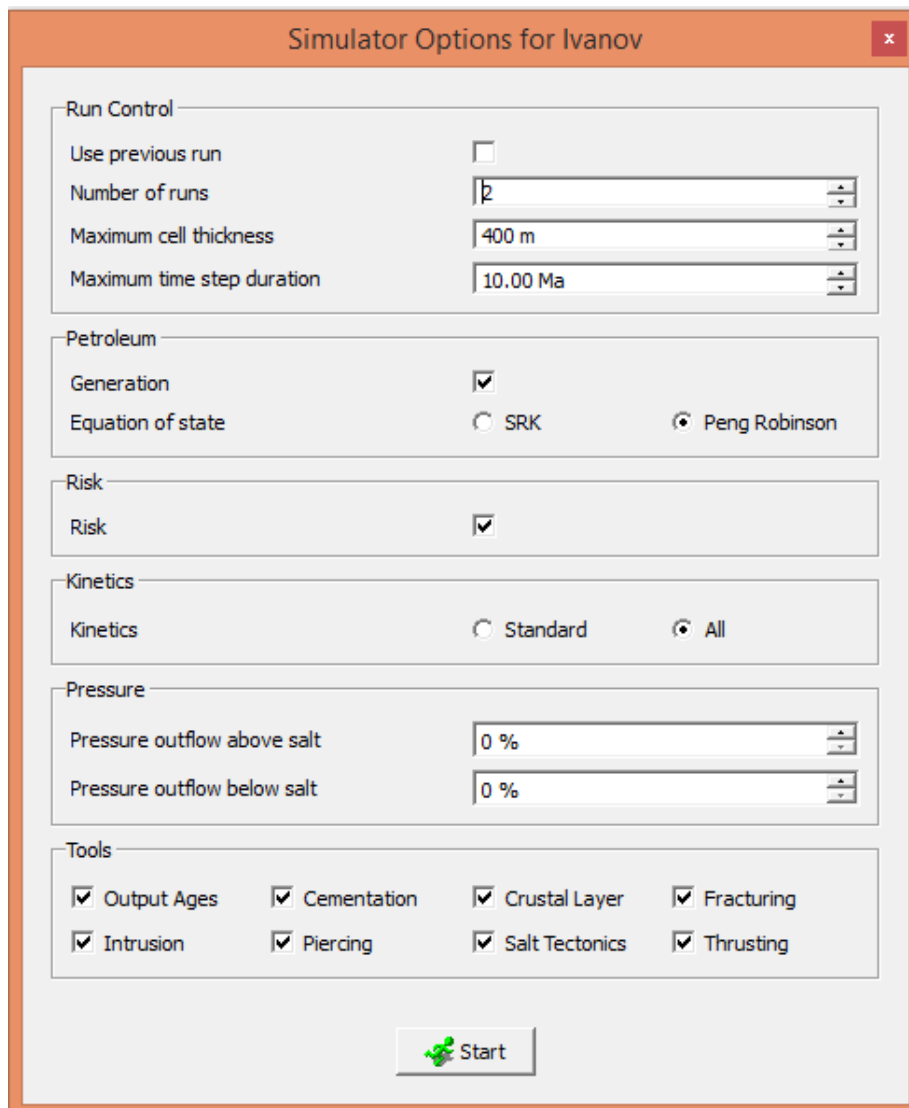 Simulator Options for Ivanov
x
Run Control
Use previous run
Number of runs 2
Maximum cell thickness 400 m
Maximum time step duration 10.00 Ma
Petroleum
Generation
Equation of state SRK Peng Robinson
Risk
Risk
Kinetics
Kinetics Standard All
Pressure
Pressure outflow above salt 0 %
Pressure outflow below salt 0 %
Tools
Output Ages Cementation Crustal Layer Fracturing
Intrusion Piercing Salt Tectonics Thrusting
Start